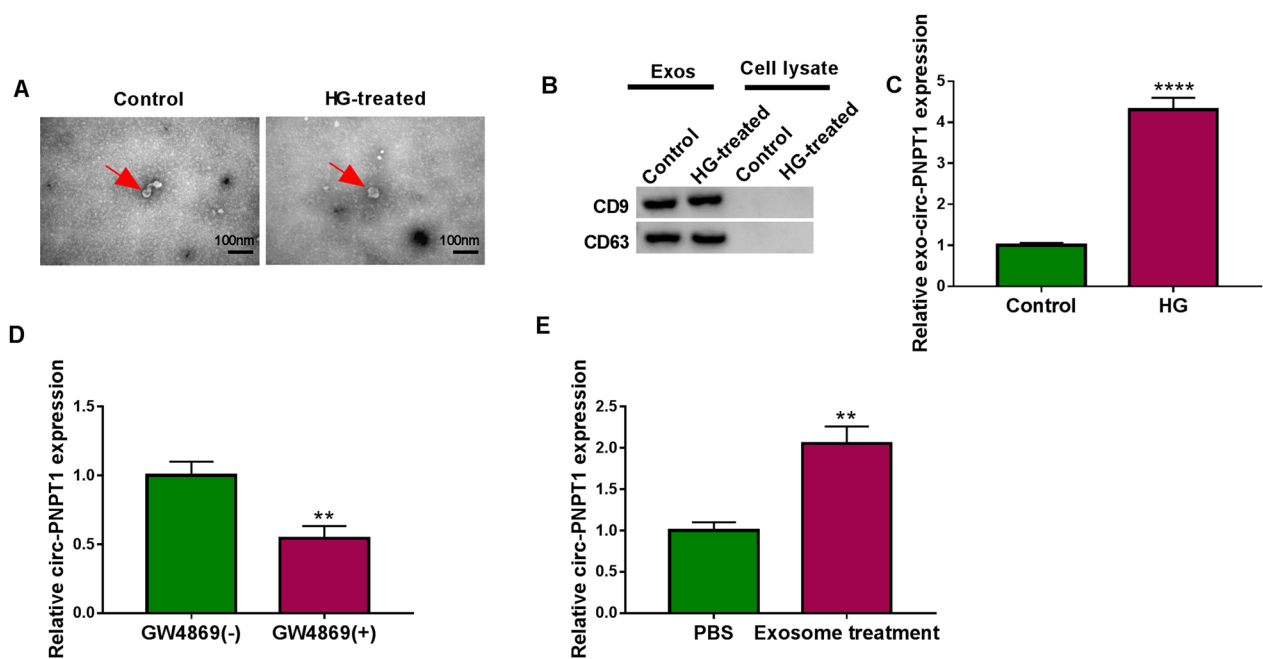 A
Control
HG-treated
100nm
100nm
B
Exos
Cell lysate
Control
HG-treated
Control
HG-treated
CD9
CD63
C
Relative exo-circ-PNPT1 expression
5
4
3
2
1
0
****
Control
HG
D
Relative circ-PNPT1 expression
1.5
1.0
0.5
0.0
**
GW4869(-)
GW4869(+)
E
Relative circ-PNPT1 expression
2.5
2.0
1.5
1.0
0.5
0.0
**
PBS
Exosome treatment